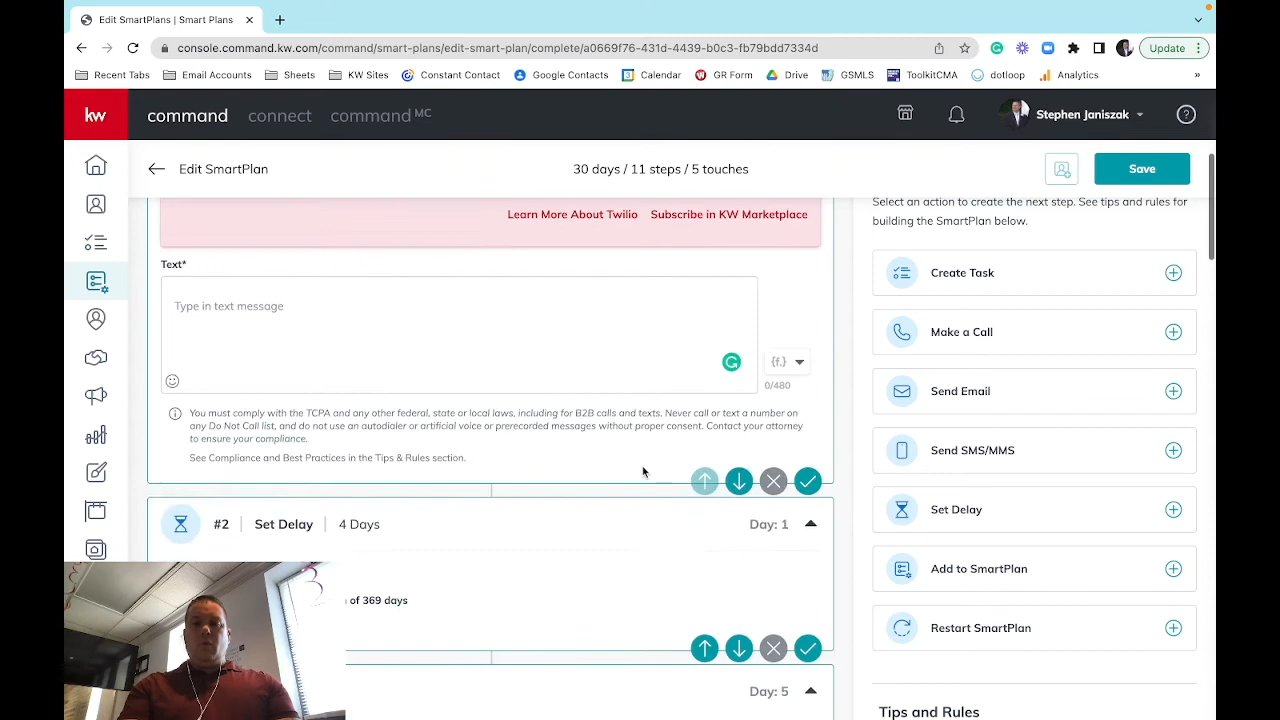 Edit SmartPlans | Smart Plans
console.command.kw.com/command/smart-plans/edit-smart-plan/complete/a0669f76-431d-4439-b0c3-fb79bdd7334d
Update
Recent Tabs
Email Accounts
Sheets
KW Sites
Constant Contact
Google Contacts
Calendar
GR Form
Drive
GSMLS
ToolkitCMA
dotloop
Analytics
»
kw
command
connect
command MC
Stephen Janiszak
Edit SmartPlan
30 days / 11 steps / 5 touches
Save
Learn More About Twilio
Subscribe in KW Marketplace
Text*
Type in text message
{f.}
0/480
You must comply with the TCPA and any other federal, state or local laws, including for B2B calls and texts. Never call or text a number on
any Do Not Call list, and do not use an autodialer or artificial voice or prerecorded messages without proper consent. Contact your attorney
to ensure your compliance.
See Compliance and Best Practices in the Tips & Rules section.
#2
Set Delay
4 Days
Day: 1
of 369 days
Day: 5
Select an action to create the next step. See tips and rules for
building the SmartPlan below.
Create Task
Make a Call
Send Email
Send SMS/MMS
Set Delay
Add to SmartPlan
Restart SmartPlan
Tips and Rules